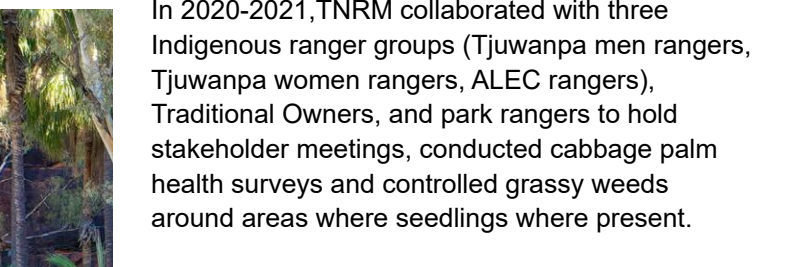 In 2020-2021,TNRM collaborated with three
Indigenous ranger groups (Tjuwanpa men rangers,
Tjuwanpa women rangers, ALEC rangers),
Traditional Owners, and park rangers to hold
stakeholder meetings, conducted cabbage palm
health surveys and controlled grassy weeds
around areas where seedlings where present.